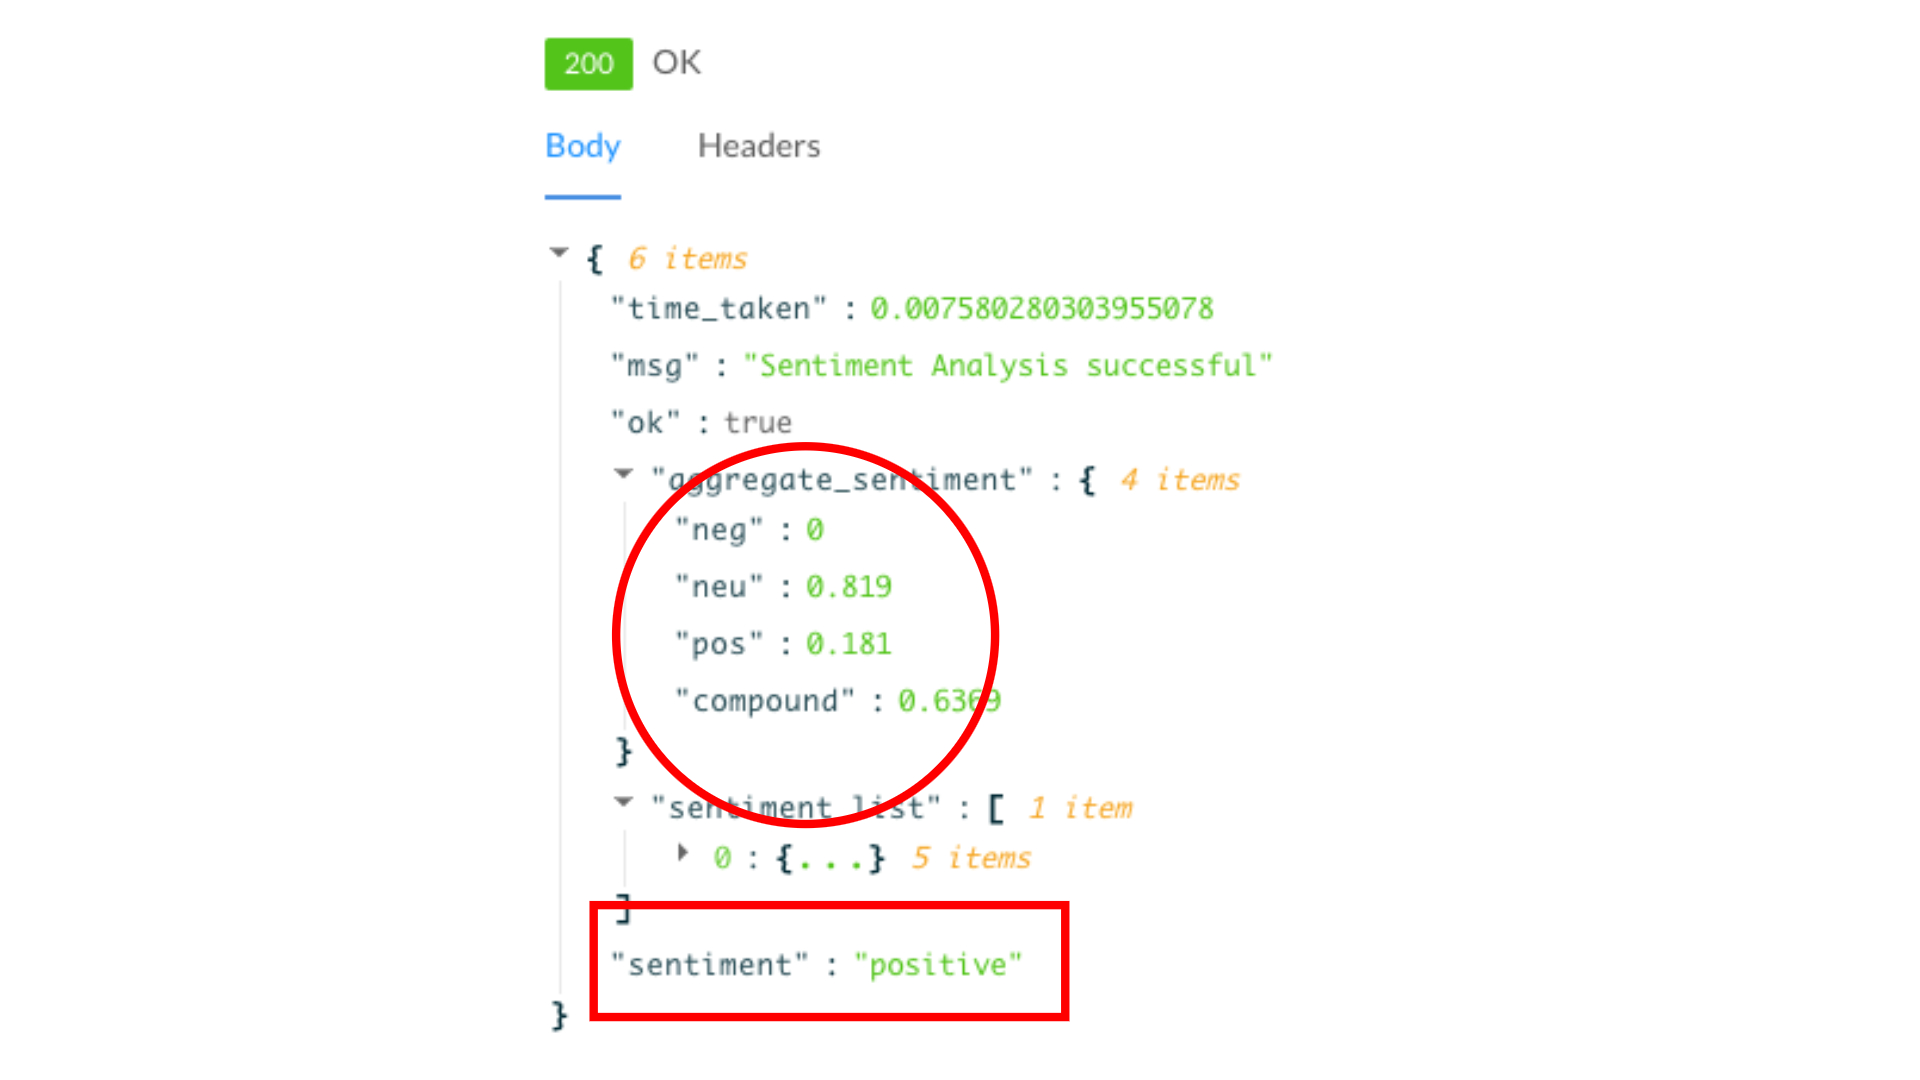 200 OK
Body Headers
{ 6 items
"time_taken" : 0.007580280303955078
"msg" : "Sentiment Analysis successful"
"ok" : true
"aggregate_sentiment" : { 4 items
"neg" : 0
"neu" : 0.819
"pos" : 0.181
"compound" : 0.6369
}
"sentiment_list" : [ 1 item
0 : {...} 5 items
]
"sentiment" : "positive"
}